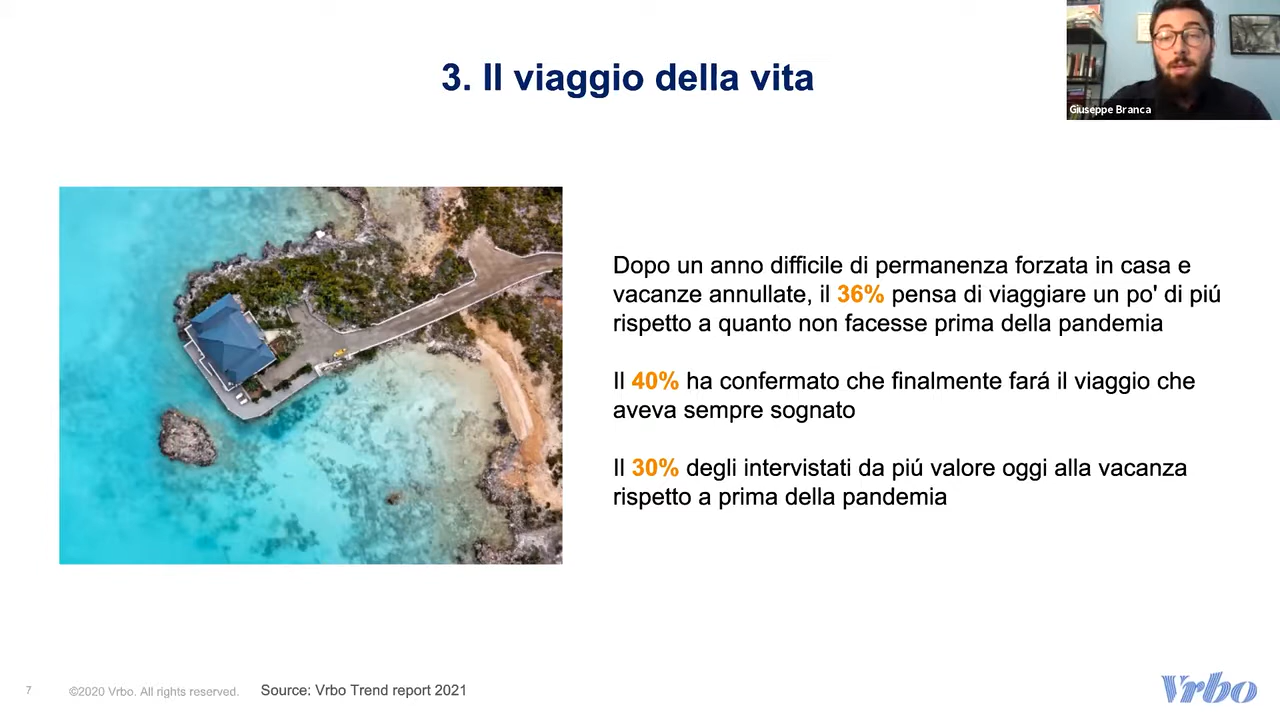 3. Il viaggio della vita
Giuseppe Branca
Dopo un anno difficile di permanenza forzata in casa e
vacanze annullate, il 36% pensa di viaggiare un po' di piú
rispetto a quanto non facesse prima della pandemia
Il 40% ha confermato che finalmente fará il viaggio che
aveva sempre sognato
Il 30% degli intervistati da piú valore oggi alla vacanza
rispetto a prima della pandemia
7
©2020 Vrbo. All rights reserved.
Source: Vrbo Trend report 2021
Vrbo